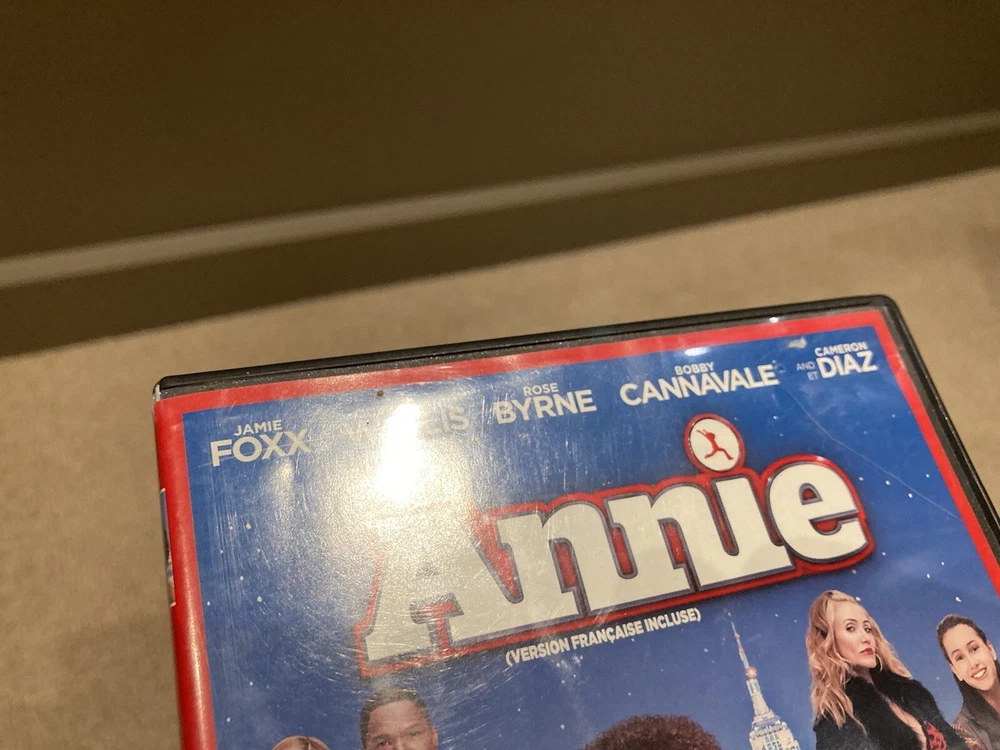 JAMIE
FOXX
ROSE
BYRNE
BOBBY
CANNAVALE
AND
ET
CAMERON
DIAZ
Annie
(VERSION FRANÇAISE INCLUSE)